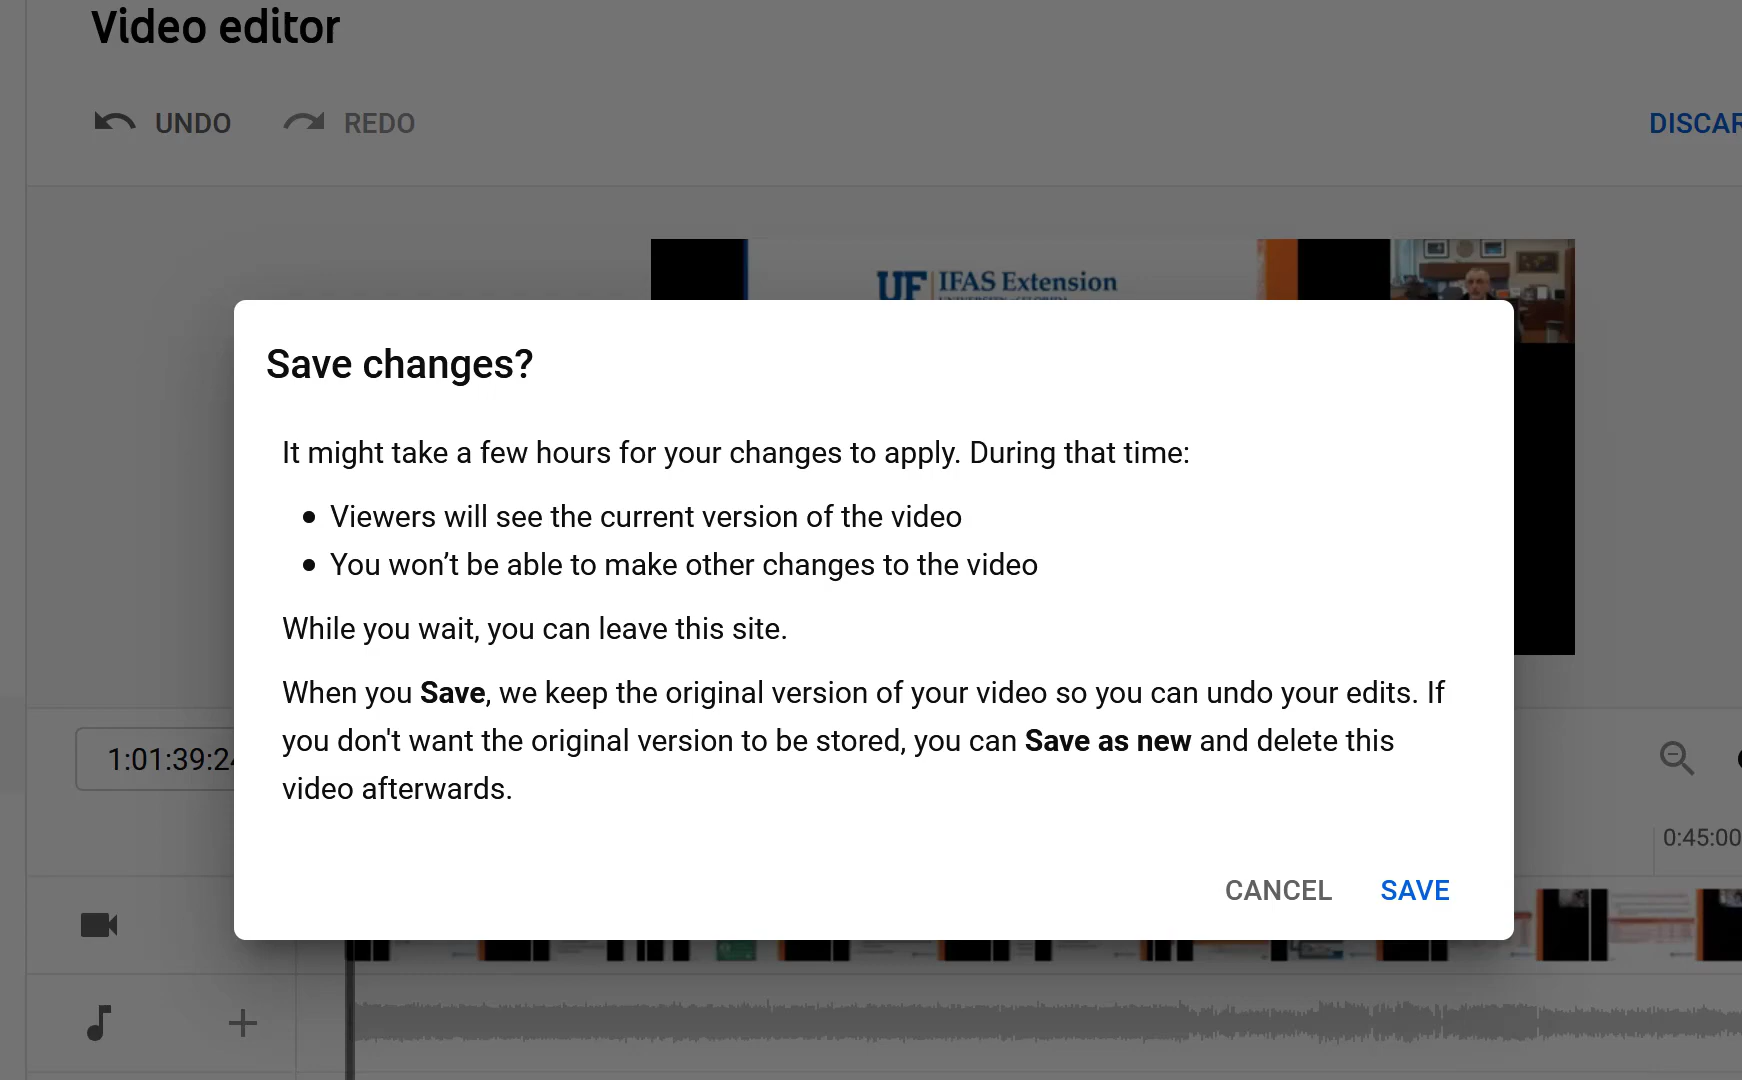 Video editor
UNDO REDO
UF IFAS Extension
Save changes?
It might take a few hours for your changes to apply. During that time:
• Viewers will see the current version of the video
• You won’t be able to make other changes to the video
While you wait, you can leave this site.
When you Save, we keep the original version of your video so you can undo your edits. If
you don't want the original version to be stored, you can Save as new and delete this
video afterwards.
1:01:39:2
0:45:00
CANCEL SAVE